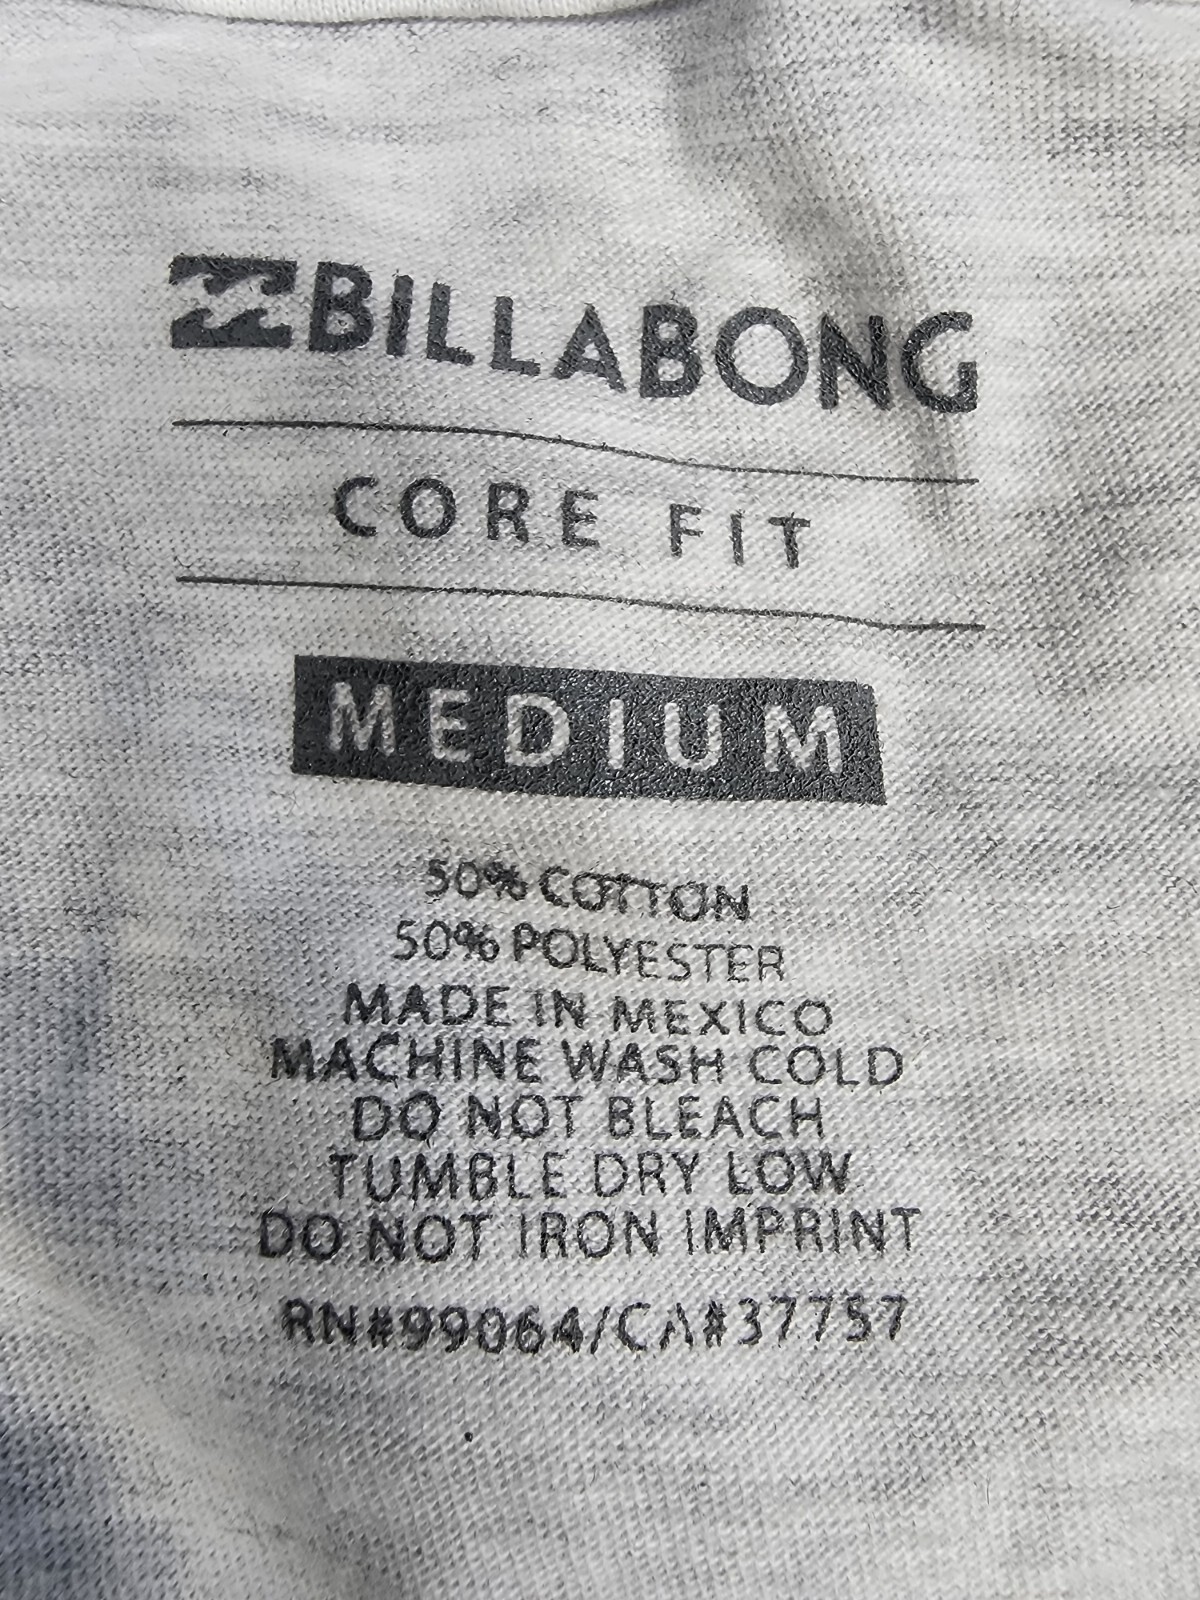 BILLABONG
CORE FIT
MEDIUM
50% COTTON
50% POLYESTER
MADE IN MEXICO
MACHINE WASH COLD
DO NOT BLEACH
TUMBLE DRY LOW
DO NOT IRON IMPRINT
RN#99064/CA#37757